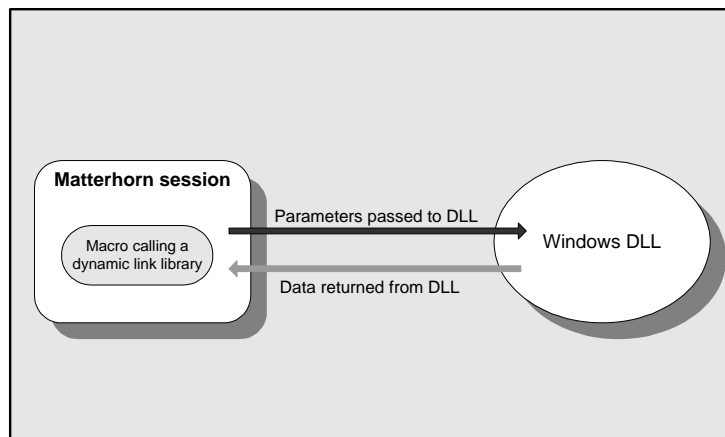 Matterhorn session
Macro calling a
dynamic link library
Parameters passed to DLL
Data returned from DLL
Windows DLL